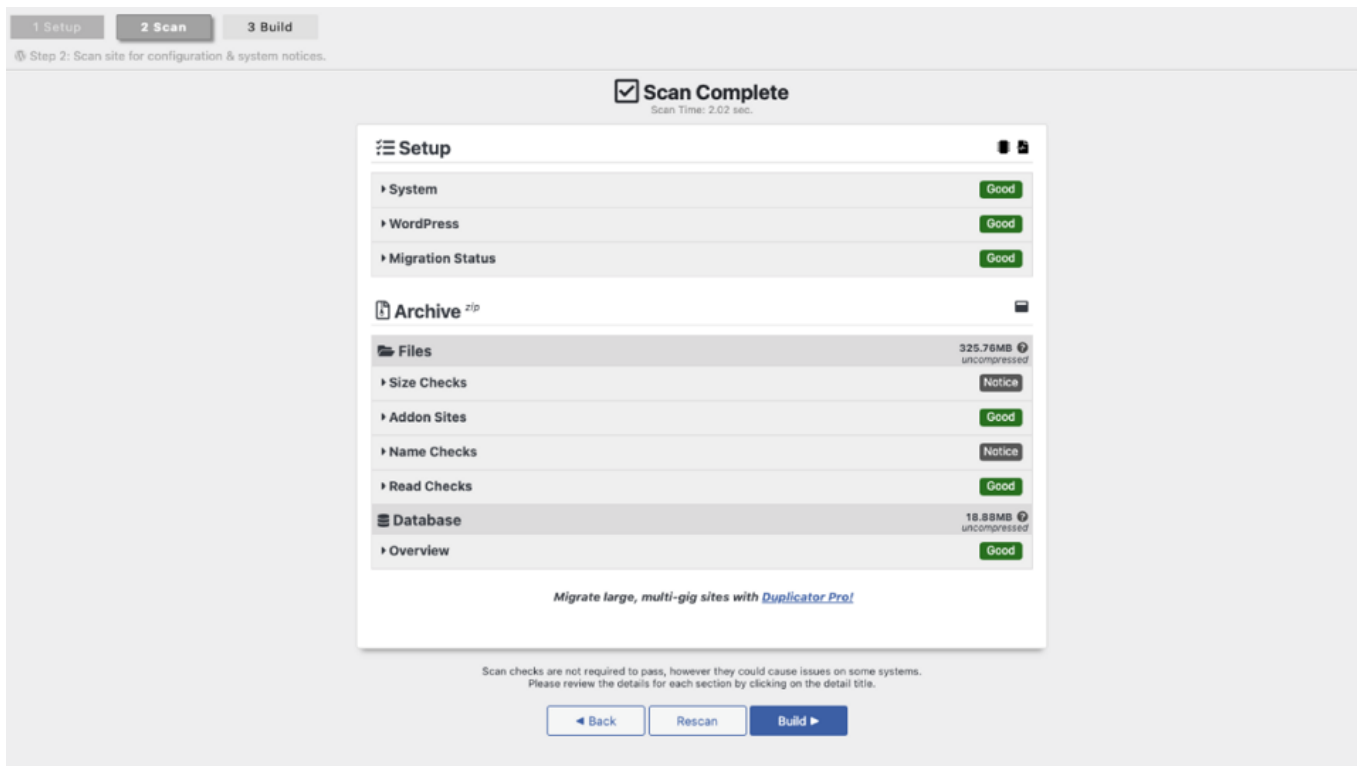 1 Setup
2 Scan
3 Build
Step 2: Scan site for configuration & system notices.
Scan Complete
Scan Time: 2.02 sec.
Setup
System Good
WordPress Good
Migration Status Good
Archive zip
Files 325.76MB
uncompressed
Size Checks Notice
Addon Sites Good
Name Checks Notice
Read Checks Good
Database 18.88MB
uncompressed
Overview Good
Migrate large, multi-gig sites with Duplicator Pro!
Scan checks are not required to pass, however they could cause issues on some systems.
Please review the details for each section by clicking on the detail title.
◄ Back
Rescan
Build ►